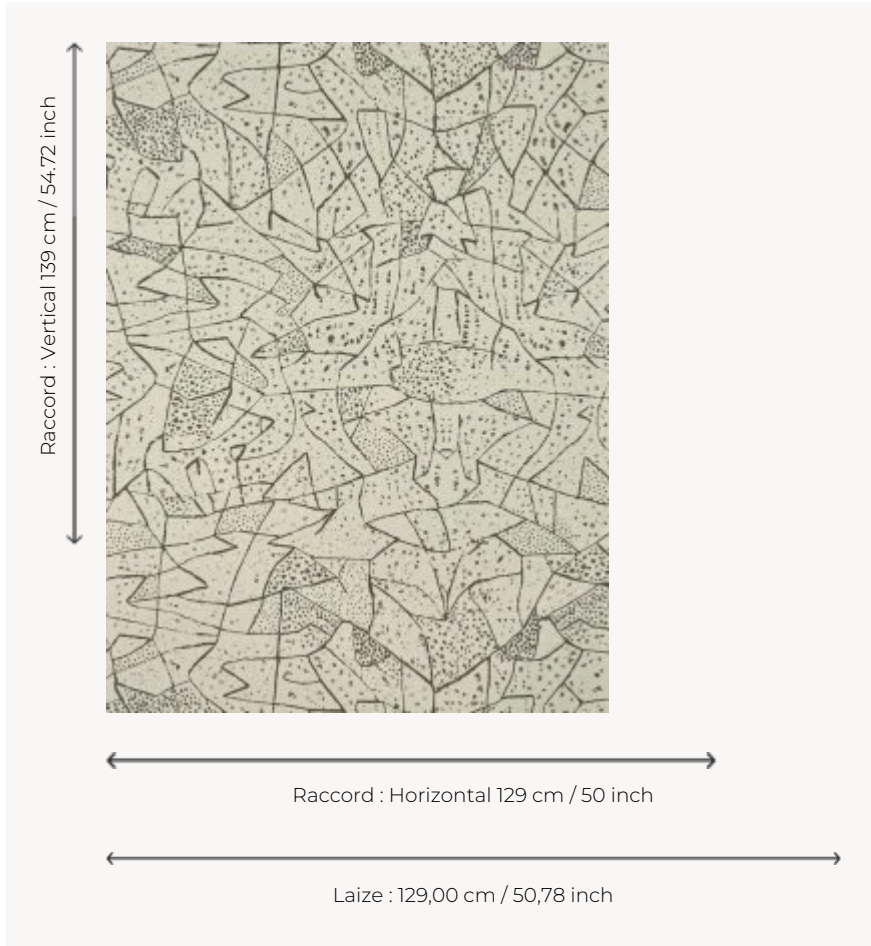 Raccord : Vertical 139 cm / 54.72 inch
Raccord : Horizontal 129 cm / 50 inch
Laize : 129,00 cm / 50,78 inch